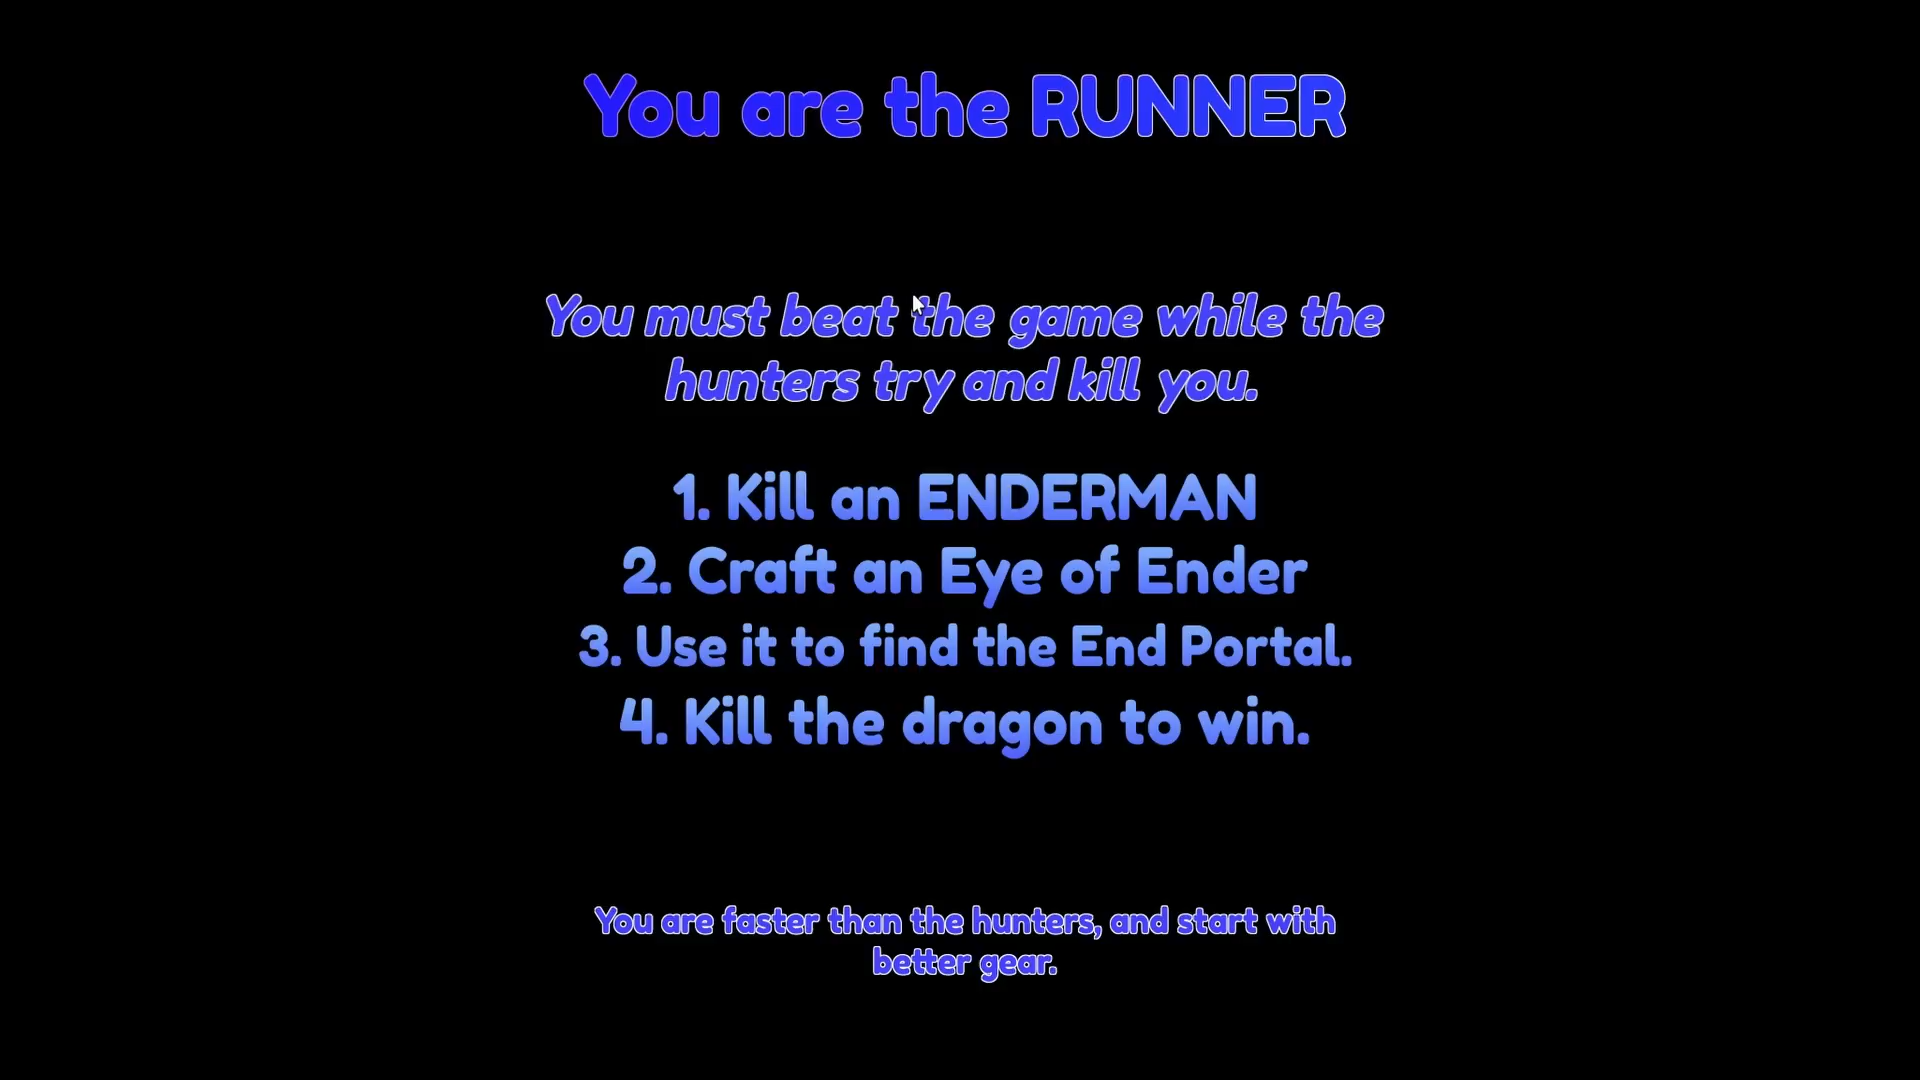 You are the RUNNER
You must beat the game while the
hunters try and kill you.
1. Kill an ENDERMAN
2. Craft an Eye of Ender
3. Use it to find the End Portal.
4. Kill the dragon to win.
You are faster than the hunters, and start with
better gear.